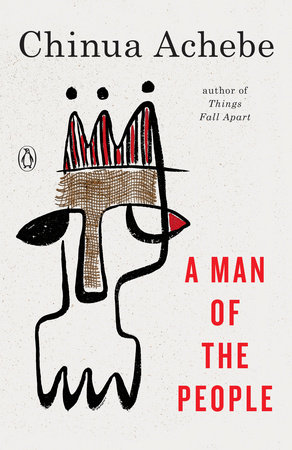 Chinua Achebe
author of
Things
Fall Apart
A MAN
OF
THE
PEOPLE